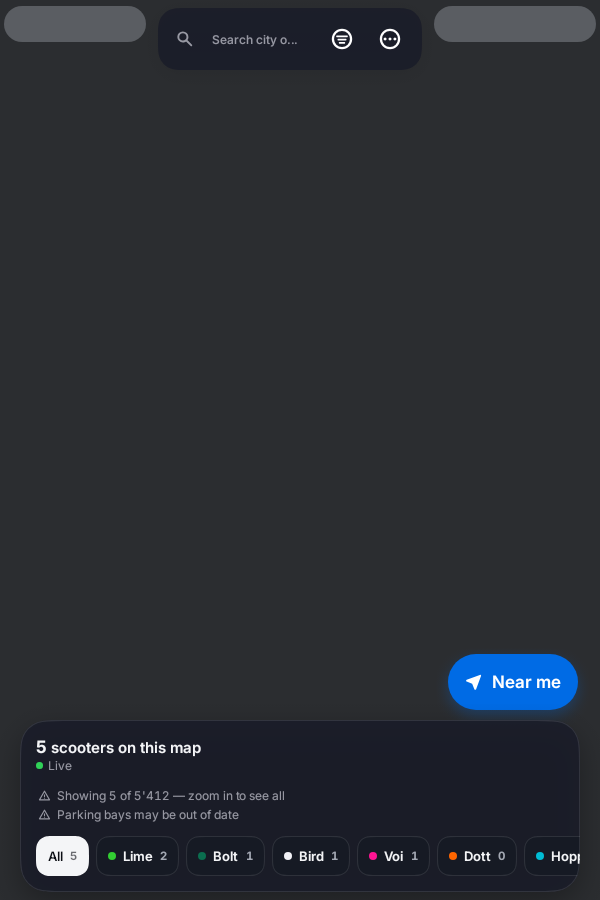 Search city o...
Near me
5 scooters on this map
Live
Showing 5 of 5'412 — zoom in to see all
Parking bays may be out of date
All 5 Lime 2 Bolt 1 Bird 1 Voi 1 Dott 0 Hopp